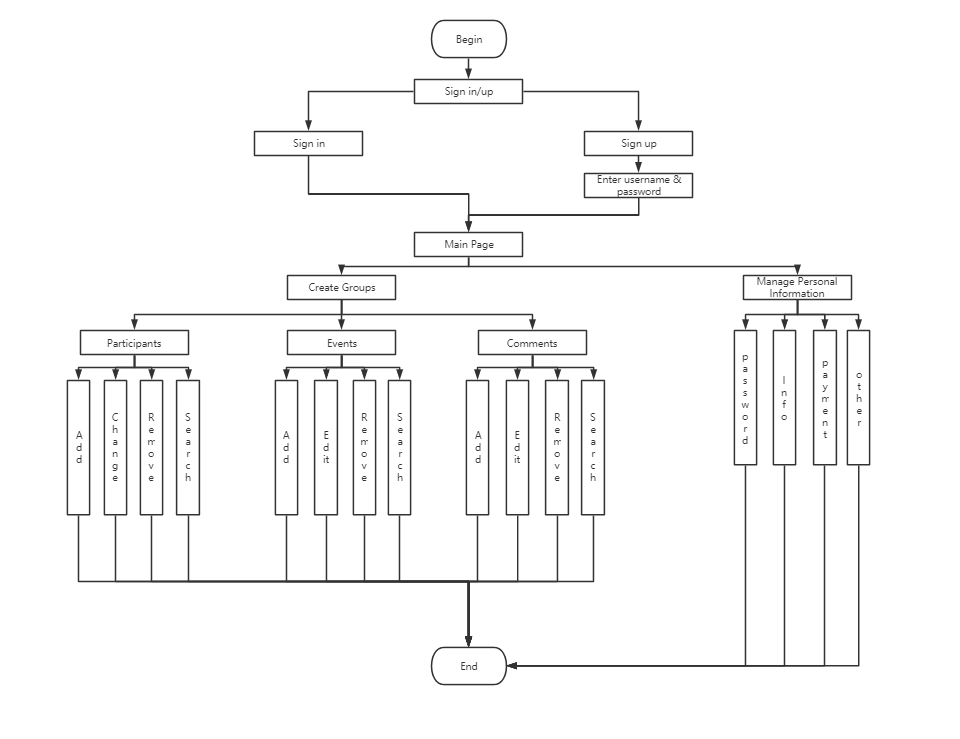 Begin
Sign in/up
Sign in
Sign up
Enter username &
password
Main Page
Create Groups
Manage Personal
Information
Participants
Events
Comments
Add
Change
Remove
Search
Add
Edit
Remove
Search
Add
Edit
Remove
Search
password
Info
payment
other
End